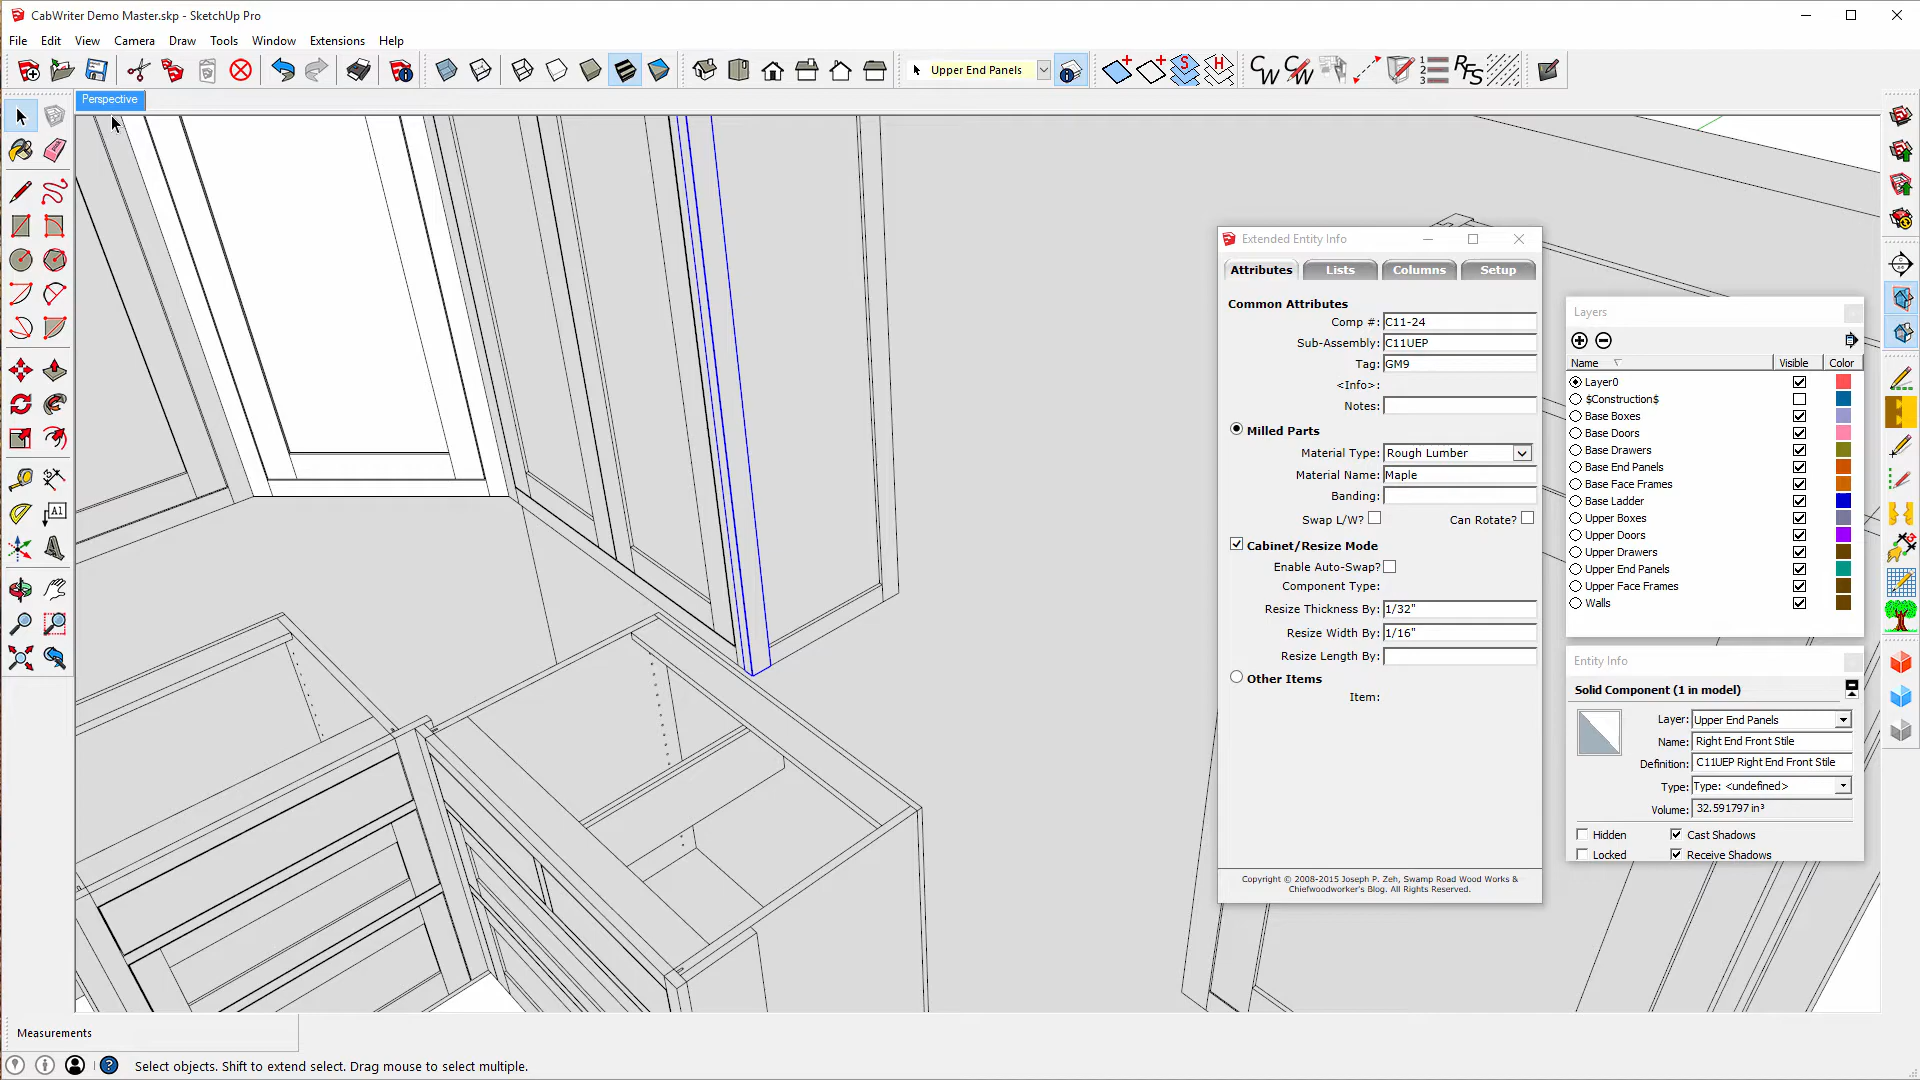 CabWriter Demo Master.skp - SketchUp Pro
File Edit View Camera Draw Tools Window Extensions Help
Upper End Panels
Perspective
Extended Entity Info
Attributes Lists Columns Setup
Common Attributes
Comp #: C11-24
Sub-Assembly: C11UEP
Tag: GM9
<Info>:
Notes:
Milled Parts
Material Type: Rough Lumber
Material Name: Maple
Banding:
Swap L/W? Can Rotate?
Cabinet/Resize Mode
Enable Auto-Swap?
Component Type:
Resize Thickness By: 1/32"
Resize Width By: 1/16"
Resize Length By:
Other Items
Item:
Copyright © 2008-2015 Joseph P. Zeh, Swamp Road Wood Works &
Chiefwoodworker's Blog. All Rights Reserved.
Layers
Name Visible Color
Layer0
$Construction$
Base Boxes
Base Doors
Base Drawers
Base End Panels
Base Face Frames
Base Ladder
Upper Boxes
Upper Doors
Upper Drawers
Upper End Panels
Upper Face Frames
Walls
Entity Info
Solid Component (1 in model)
Layer: Upper End Panels
Name: Right End Front Stile
Definition: C11UEP Right End Front Stile
Type: Type: <undefined>
Volume: 32.591797 in³
Hidden Cast Shadows
Locked Receive Shadows
Measurements
Select objects. Shift to extend select. Drag mouse to select multiple.